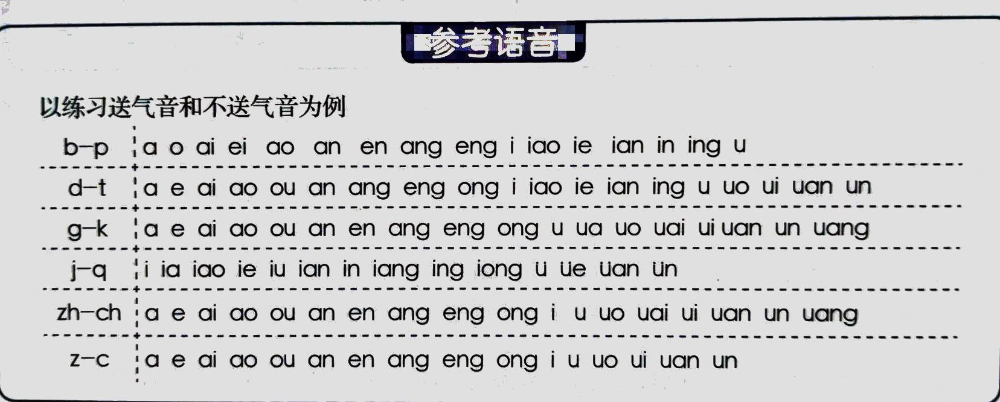 参考语音
以练习送气音和不送气音为例
b—p a o ai ei ao an en ang eng i iao ie ian in ing u
d—t a e ai ao ou an ang eng ong i iao ie ian ing u uo ui uan un
g—k a e ai ao ou an en ang eng ong u ua uo uai ui uan un uang
j—q i ia iao ie iu ian in iang ing iong ü üe üan ün
zh—ch a e ai ao ou an en ang eng ong i u uo uai ui uan un uang
z—c a e ai ao ou an en ang eng ong i u uo ui uan un